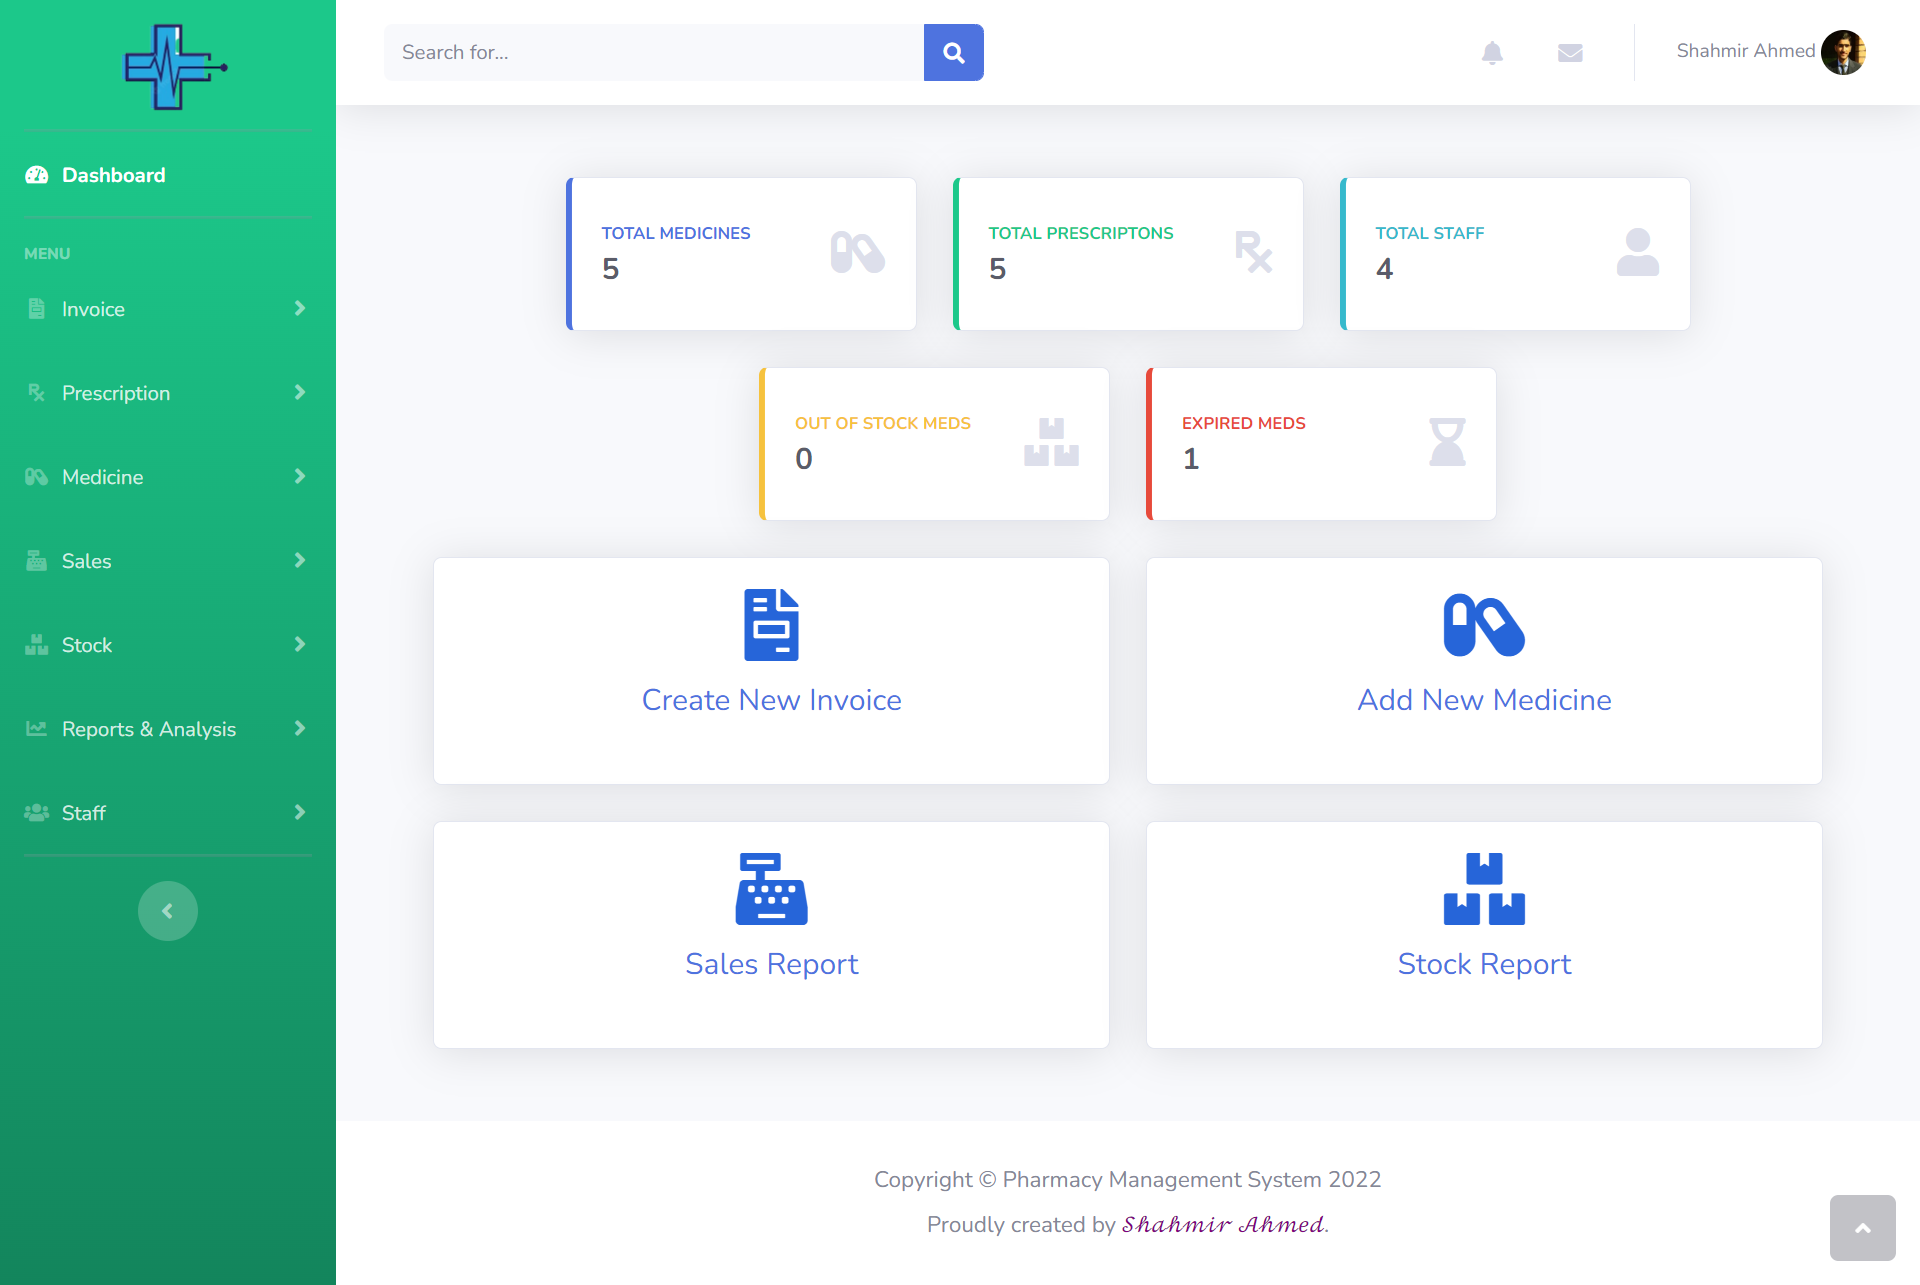 Search for...
Shahmir Ahmed
Dashboard
MENU
Invoice
Prescription
Medicine
Sales
Stock
Reports & Analysis
Staff
TOTAL MEDICINES
5
TOTAL PRESCRIPTONS
5
TOTAL STAFF
4
OUT OF STOCK MEDS
0
EXPIRED MEDS
1
Create New Invoice
Add New Medicine
Sales Report
Stock Report
Copyright © Pharmacy Management System 2022
Proudly created by Shahmir Ahmed.